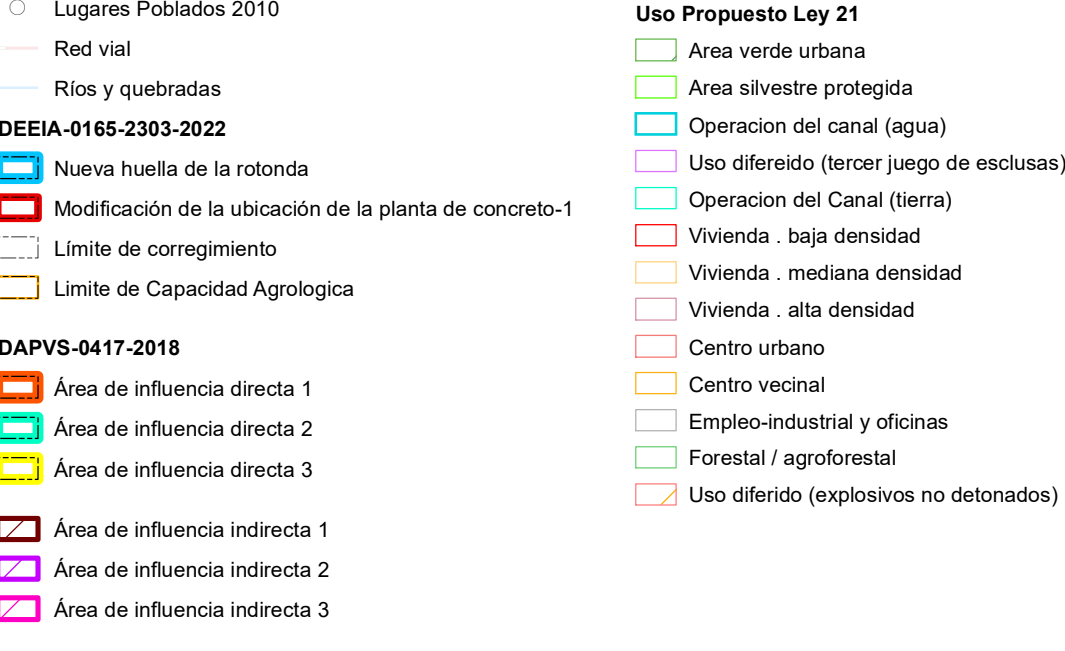 Lugares Poblados 2010
Red vial
Ríos y quebradas
DEEIA-0165-2303-2022
Nueva huella de la rotonda
Modificación de la ubicación de la planta de concreto-1
Límite de corregimiento
Limite de Capacidad Agrologica
DAPVS-0417-2018
Área de influencia directa 1
Área de influencia directa 2
Área de influencia directa 3
Área de influencia indirecta 1
Área de influencia indirecta 2
Área de influencia indirecta 3
Uso Propuesto Ley 21
Area verde urbana
Area silvestre protegida
Operacion del canal (agua)
Uso difereido (tercer juego de esclusas)
Operacion del Canal (tierra)
Vivienda . baja densidad
Vivienda . mediana densidad
Vivienda . alta densidad
Centro urbano
Centro vecinal
Empleo-industrial y oficinas
Forestal / agroforestal
Uso diferido (explosivos no detonados)